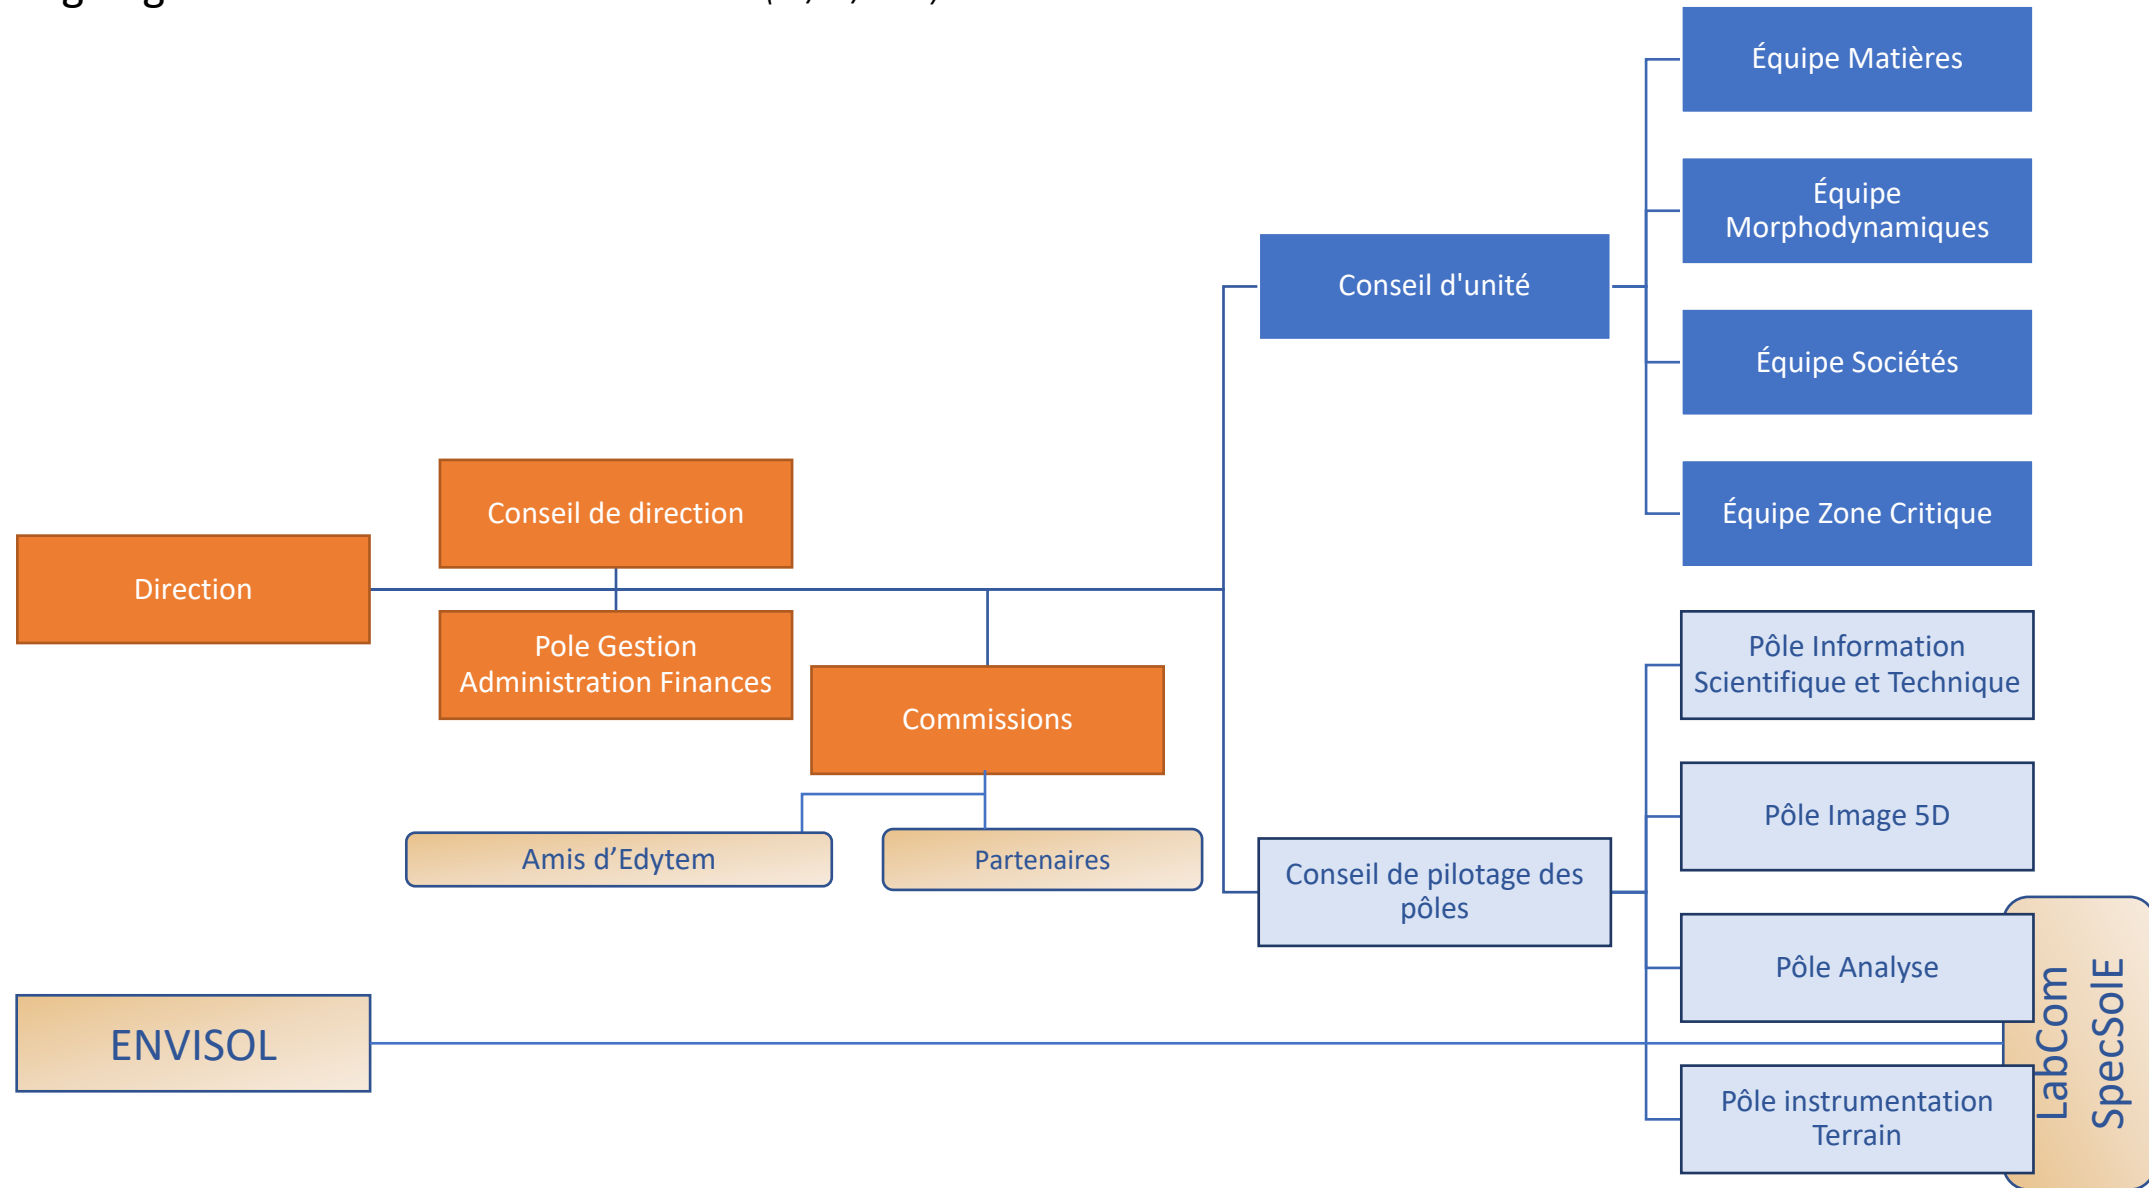 Équipe Matières
Équipe
Morphodynamiques
Conseil d'unité
Équipe Sociétés
Équipe Zone Critique
Conseil de direction
Direction
Pole Gestion
Administration Finances
Commissions
Amis d’Edytem
Partenaires
Pôle Information
Scientifique et Technique
Pôle Image 5D
Conseil de pilotage des
pôles
Pôle Analyse
Pôle instrumentation
Terrain
ENVISOL
LabCom
SpecSolE